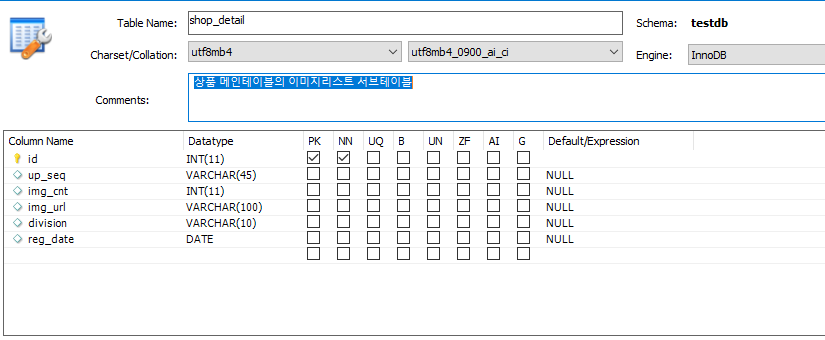 Table Name: shop_detail Schema: testdb
Charset/Collation: utf8mb4 utf8mb4_0900_ai_ci Engine: InnoDB
Comments: 상품 메인테이블의 이미지리스트 서브테이블
Column Name Datatype PK NN UQ B UN ZF AI G Default/Expression
id INT(11)
up_seq VARCHAR(45) NULL
img_cnt INT(11) NULL
img_url VARCHAR(100) NULL
division VARCHAR(10) NULL
reg_date DATE NULL